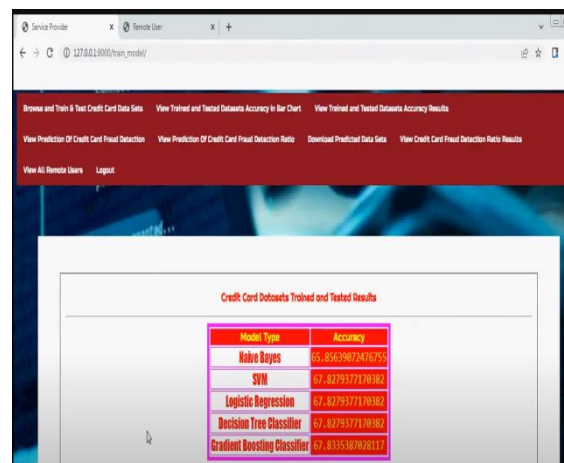 Service Provider
Remote User
127.0.0.1:8000/train_model/
Browse and Train & Test Credit Card Data Sets View Trained and Tested Datasets Accuracy in Bar Chart View Trained and Tested Datasets Accuracy Results
View Prediction Of Credit Card Fraud Detection View Prediction Of Credit Card Fraud Detection Ratio Download Predicted Data Sets View Credit Card Fraud Detection Ratio Results
View All Remote Users Logout
Credit Card Datasets Trained and Tested Results
Model Type Accuracy
Naive Bayes 65.85639072476755
SVM 67.8279377170382
Logistic Regression 67.8279377170382
Decision Tree Classifier 67.8279377170382
Gradient Boosting Classifier 67.8335387028117